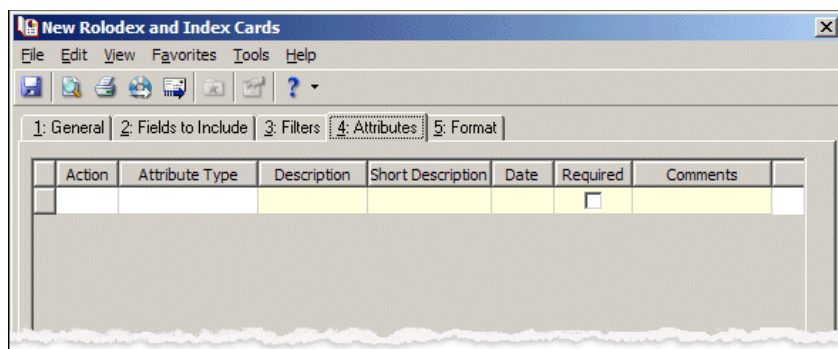 New Rolodex and Index Cards
File Edit View Favorites Tools Help
?
1: General 2: Fields to Include 3: Filters 4: Attributes 5: Format
Action Attribute Type Description Short Description Date Required Comments